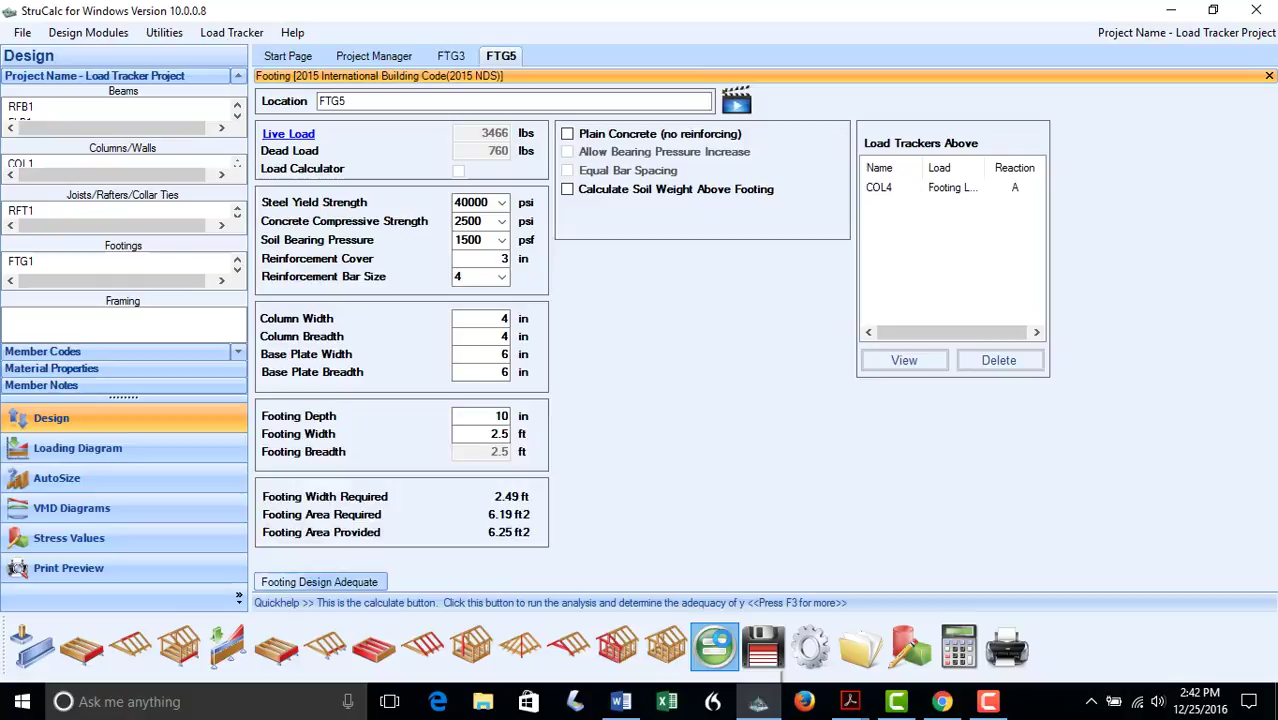 StruCalc for Windows Version 10.0.0.8
File Design Modules Utilities Load Tracker Help Project Name - Load Tracker Project
Design
Start Page Project Manager FTG3 FTG5
Project Name - Load Tracker Project
Footing [2015 International Building Code(2015 NDS)]
Beams
RFB1
Columns/Walls
COL1
Joists/Rafters/Collar Ties
RFT1
Footings
FTG1
Framing
Member Codes
Material Properties
Member Notes
Design
Loading Diagram
AutoSize
VMD Diagrams
Stress Values
Print Preview
Location FTG5
Live Load 3466 lbs
Dead Load 760 lbs
Load Calculator
Steel Yield Strength 40000 psi
Concrete Compressive Strength 2500 psi
Soil Bearing Pressure 1500 psf
Reinforcement Cover 3 in
Reinforcement Bar Size 4
Column Width 4 in
Column Breadth 4 in
Base Plate Width 6 in
Base Plate Breadth 6 in
Footing Depth 10 in
Footing Width 2.5 ft
Footing Breadth 2.5 ft
Footing Width Required 2.49 ft
Footing Area Required 6.19 ft2
Footing Area Provided 6.25 ft2
Plain Concrete (no reinforcing)
Allow Bearing Pressure Increase
Equal Bar Spacing
Calculate Soil Weight Above Footing
Load Trackers Above
Name Load Reaction
COL4 Footing L... A
View Delete
Footing Design Adequate
Quickhelp >> This is the calculate button. Click this button to run the analysis and determine the adequacy of y <<Press F3 for more>>
Ask me anything
2:42 PM
12/25/2016